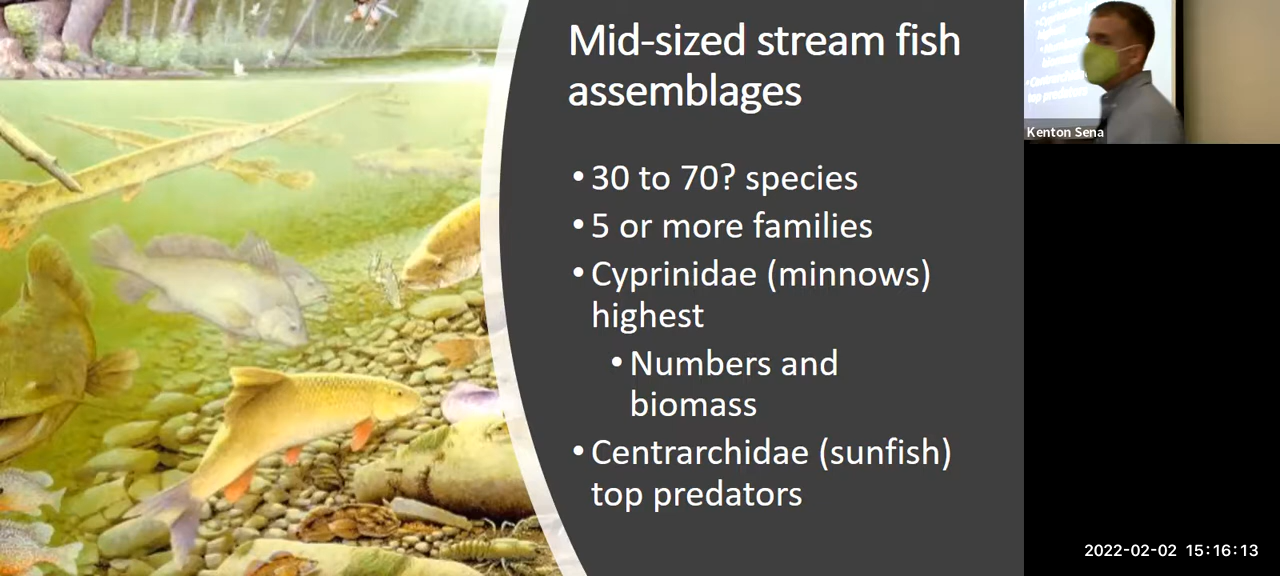 Mid-sized stream fish
assemblages
• 30 to 70? species
• 5 or more families
• Cyprinidae (minnows)
highest
• Numbers and
biomass
• Centrarchidae (sunfish)
top predators
Kenton Sena
2022-02-02 15:16:13